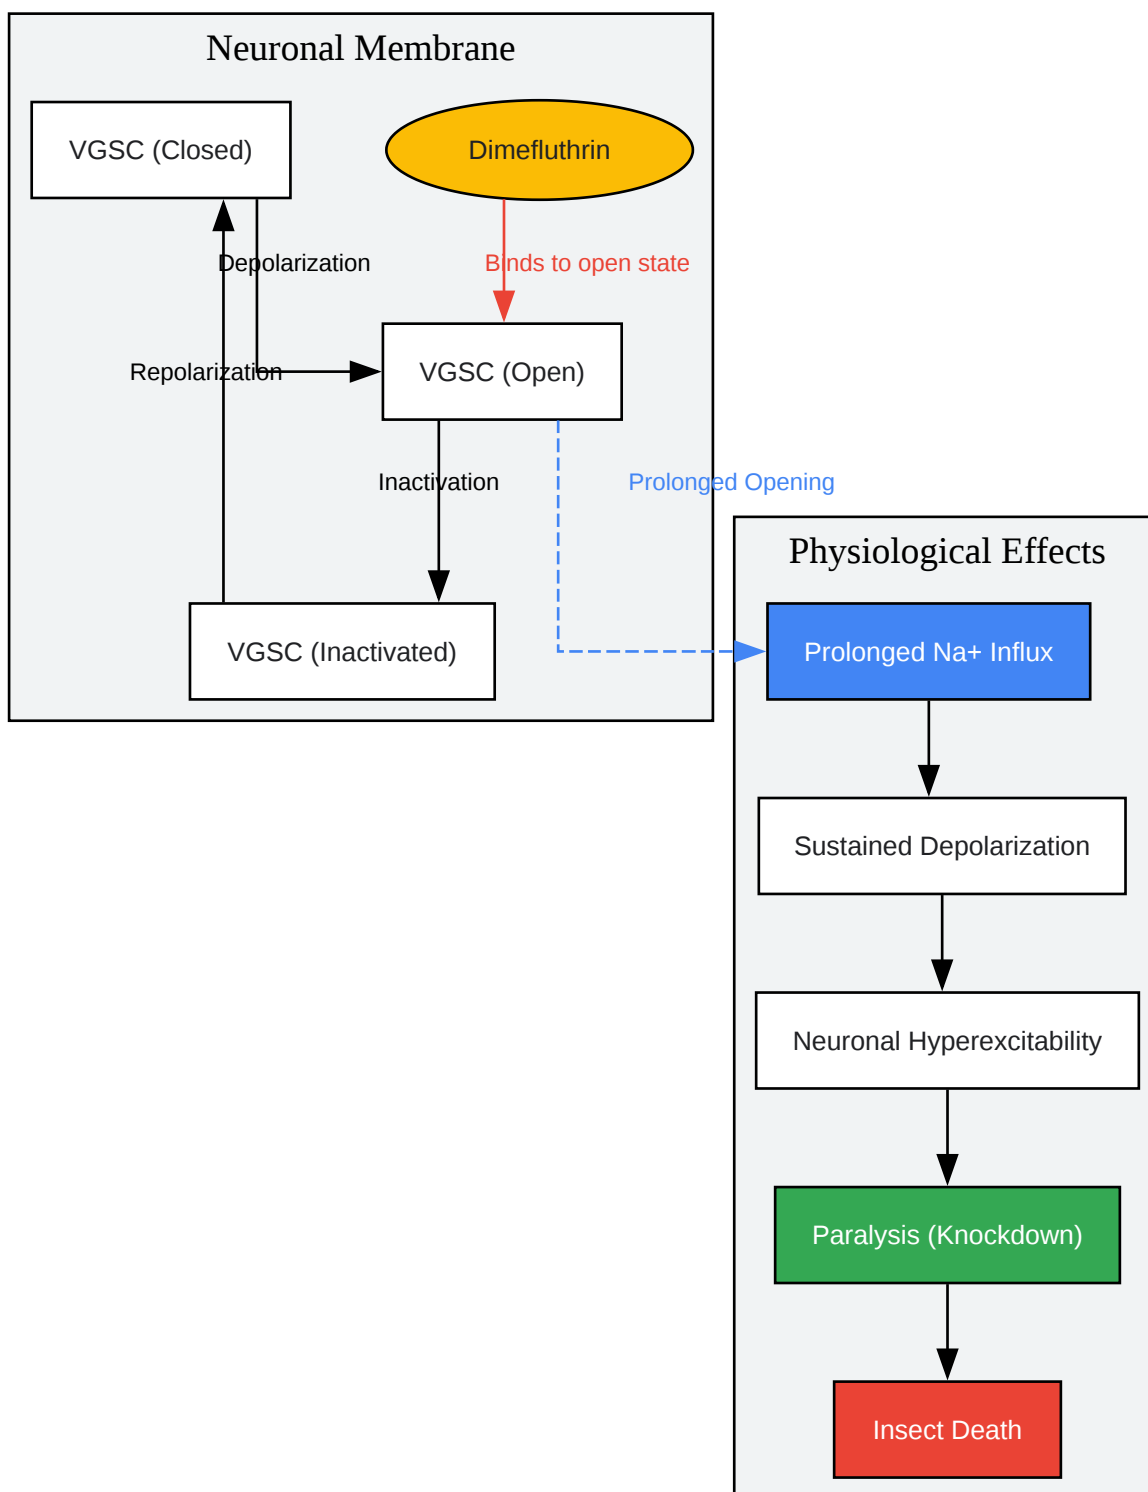 Neuronal Membrane
VGSC (Closed)
Dimefluthrin
Depolarization
Binds to open state
Repolarization
VGSC (Open)
Inactivation
Prolonged Opening
VGSC (Inactivated)
Physiological Effects
Prolonged Na+ Influx
Sustained Depolarization
Neuronal Hyperexcitability
Paralysis (Knockdown)
Insect Death